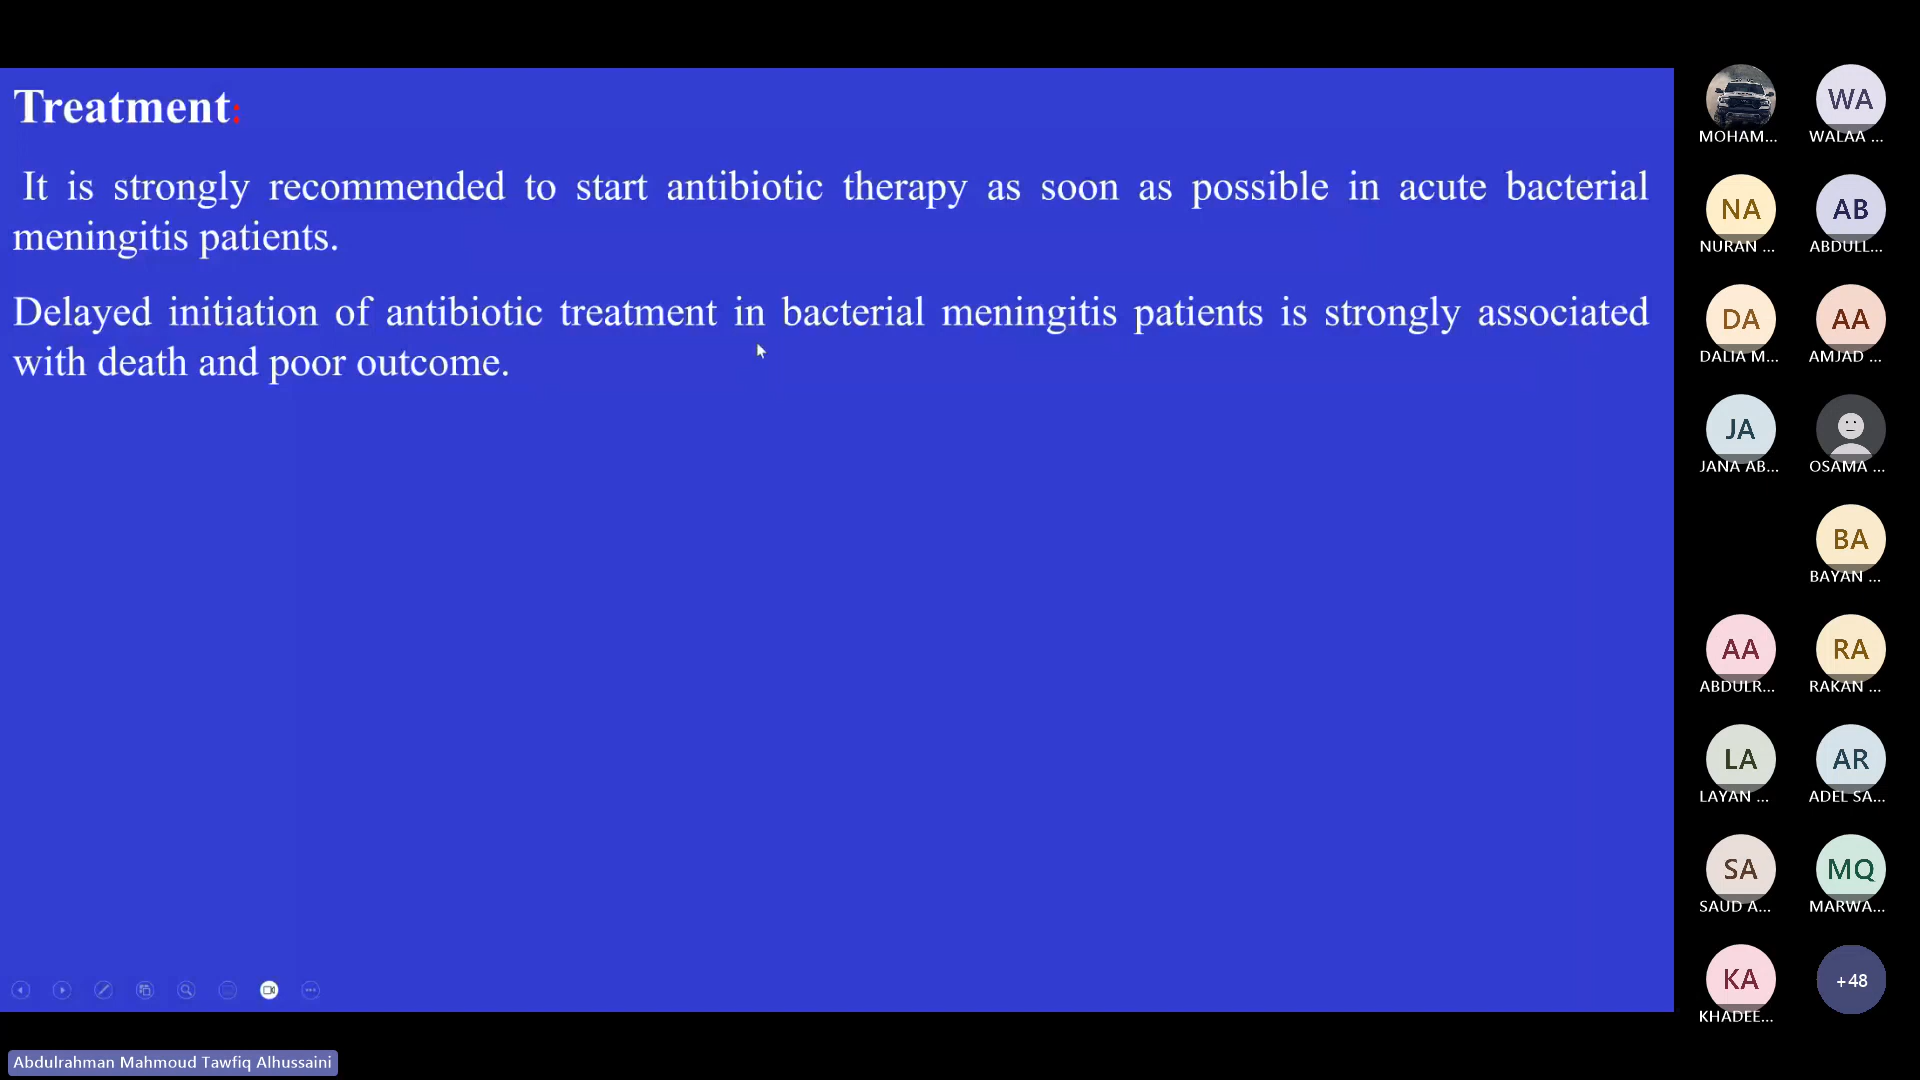 Treatment:
It is strongly recommended to start antibiotic therapy as soon as possible in acute bacterial
meningitis patients.
Delayed initiation of antibiotic treatment in bacterial meningitis patients is strongly associated
with death and poor outcome.
MOHAM...
WA
WALAA ...
NA
NURAN ...
AB
ABDULL...
DA
DALIA M...
AA
AMJAD ...
JA
JANA AB...
OSAMA ...
BA
BAYAN ...
AA
ABDULR...
RA
RAKAN ...
LA
LAYAN ...
AR
ADEL SA...
SA
SAUD A...
MQ
MARWA...
KA
KHADEE...
+48
Abdulrahman Mahmoud Tawfiq Alhussaini